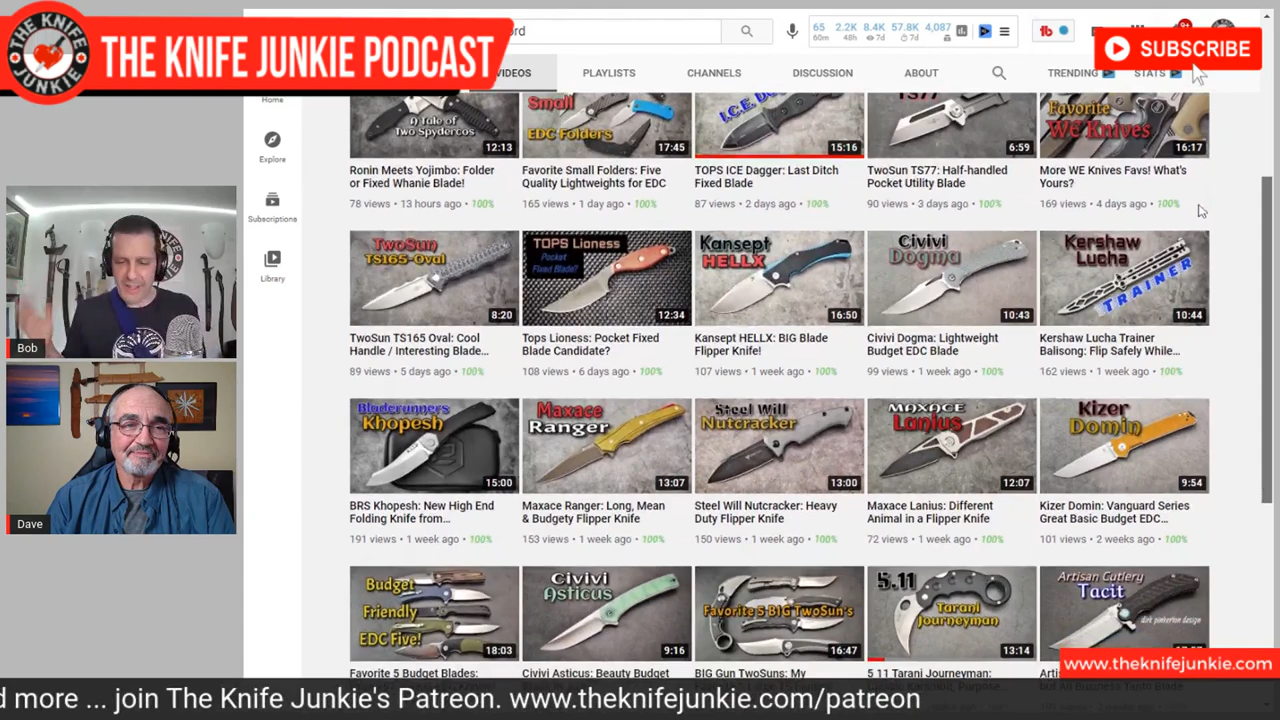 THE KNIFE
JUNKIE
THE KNIFE JUNKIE PODCAST
rd
65 2.2K 8.4K 57.8K 4,087
60m 48h 7d 7d
9+
SUBSCRIBE
VIDEOS PLAYLISTS CHANNELS DISCUSSION ABOUT TRENDING STATS
Home
Explore
Subscriptions
Library
A Tale of
Two Spydercos
12:13
Small
EDC Folders
17:45
I.C.E. D
15:16
TS77
6:59
Favorite
WE Knives
16:17
Ronin Meets Yojimbo: Folder
or Fixed Whanie Blade!
78 views • 13 hours ago • 100%
Favorite Small Folders: Five
Quality Lightweights for EDC
165 views • 1 day ago • 100%
TOPS ICE Dagger: Last Ditch
Fixed Blade
87 views • 2 days ago • 100%
TwoSun TS77: Half-handled
Pocket Utility Blade
90 views • 3 days ago • 100%
More WE Knives Favs! What's
Yours?
169 views • 4 days ago • 100%
TwoSun
TS165-Oval
8:20
TOPS Lioness
Pocket
Fixed Blade?
12:34
Kansept
HELLX
16:50
Civivi
Dogma
10:43
Kershaw
Lucha
TRAINER
10:44
TwoSun TS165 Oval: Cool
Handle / Interesting Blade...
89 views • 5 days ago • 100%
Tops Lioness: Pocket Fixed
Blade Candidate?
108 views • 6 days ago • 100%
Kansept HELLX: BIG Blade
Flipper Knife!
107 views • 1 week ago • 100%
Civivi Dogma: Lightweight
Budget EDC Blade
99 views • 1 week ago • 100%
Kershaw Lucha Trainer
Balisong: Flip Safely While...
162 views • 1 week ago • 100%
Bladerunners
Khopesh
15:00
Maxace
Ranger
13:07
Steel Will
Nutcracker
13:00
MAXACE
Lanius
12:07
Kizer
Domin
9:54
BRS Khopesh: New High End
Folding Knife from...
191 views • 1 week ago • 100%
Maxace Ranger: Long, Mean
& Budgety Flipper Knife
153 views • 1 week ago • 100%
Steel Will Nutcracker: Heavy
Duty Flipper Knife
150 views • 1 week ago • 100%
Maxace Lanius: Different
Animal in a Flipper Knife
72 views • 1 week ago • 100%
Kizer Domin: Vanguard Series
Great Basic Budget EDC...
101 views • 2 weeks ago • 100%
Budget
Friendly
EDC Five!
18:03
Civivi
Asticus
9:16
Favorite 5 BIG TwoSun's
16:47
5.11
Tarani
Journeyman
13:14
Artisan Cutlery
Tacit
dirk pinkerton design
Favorite 5 Budget Blades:
Civivi Asticus: Beauty Budget
BIG Gun TwoSuns: My
5 11 Tarani Journeyman:
Bob
Dave
www.theknifejunkie.com
d more ... join The Knife Junkie's Patreon. www.theknifejunkie.com/patreon